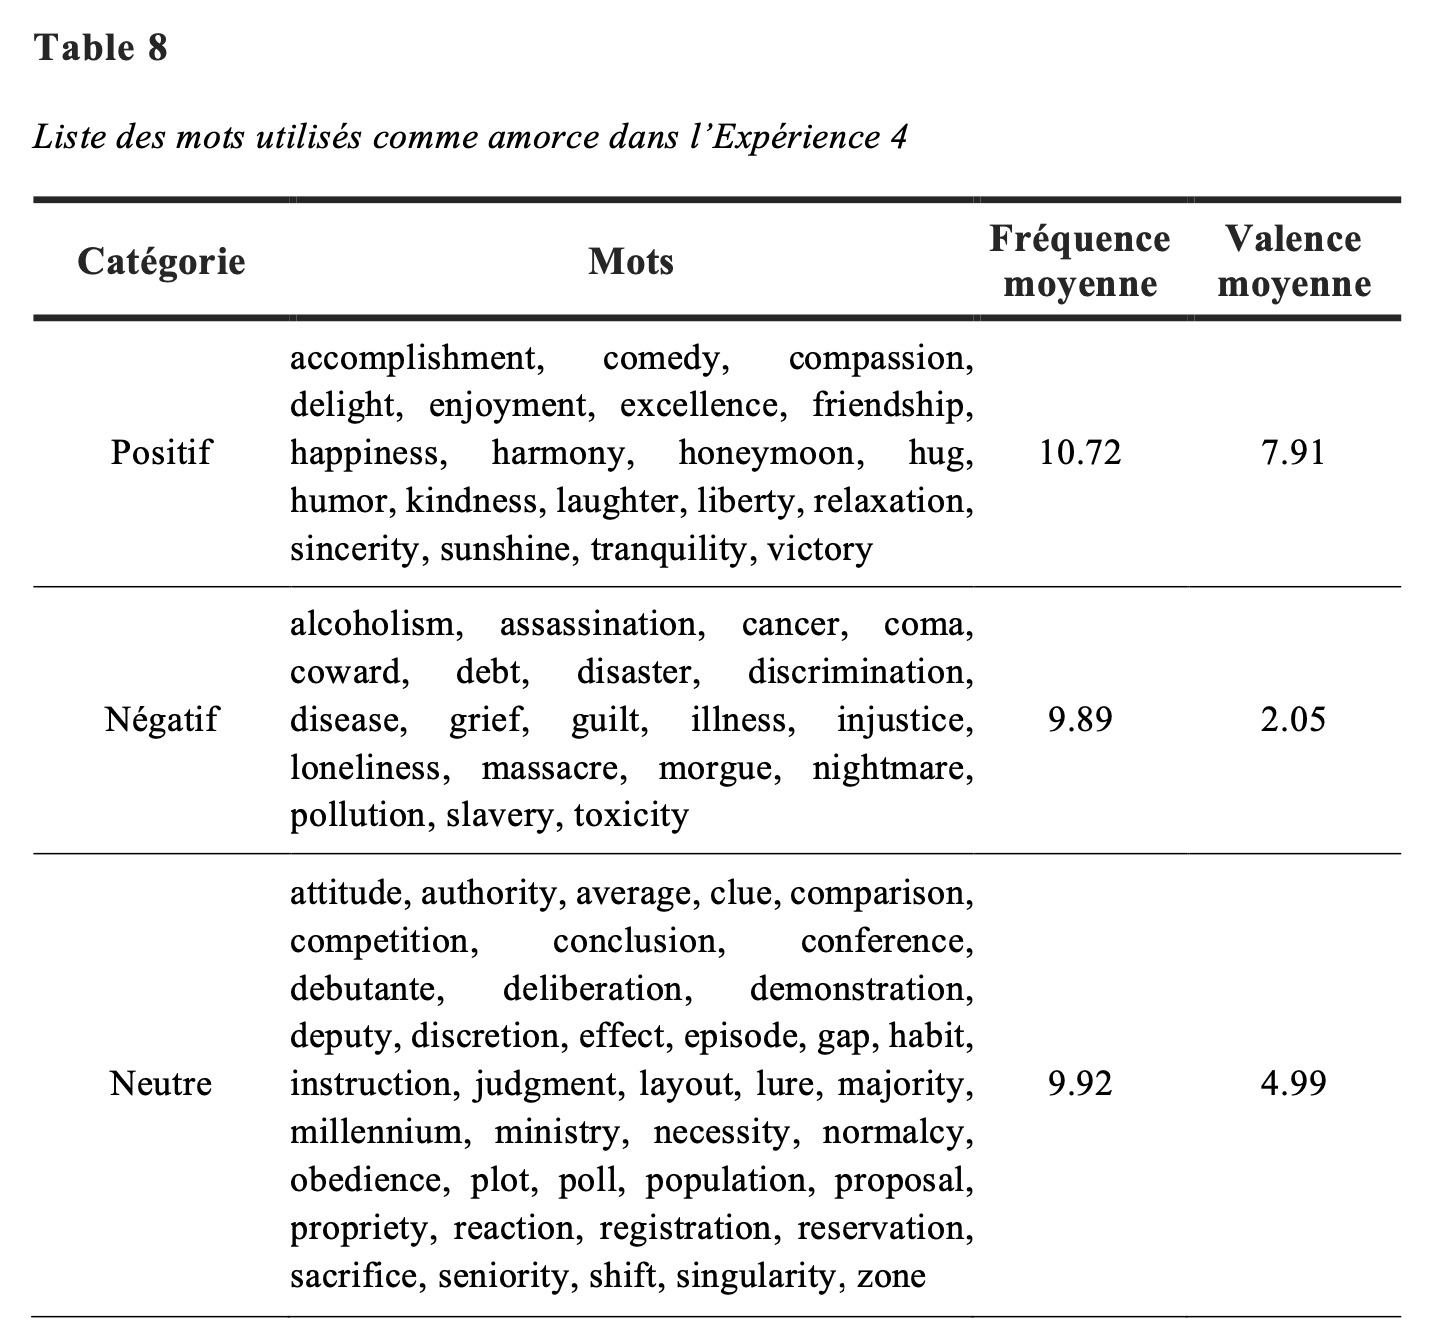 Table 8
Liste des mots utilisés comme amorce dans l’Expérience 4
Catégorie Mots Fréquence moyenne Valence moyenne
accomplishment, comedy, compassion,
delight, enjoyment, excellence, friendship,
Positif happiness, harmony, honeymoon, hug, 10.72 7.91
humor, kindness, laughter, liberty, relaxation,
sincerity, sunshine, tranquility, victory
alcoholism, assassination, cancer, coma,
coward, debt, disaster, discrimination,
Négatif disease, grief, guilt, illness, injustice, 9.89 2.05
loneliness, massacre, morgue, nightmare,
pollution, slavery, toxicity
attitude, authority, average, clue, comparison,
competition, conclusion, conference,
debutante, deliberation, demonstration,
deputy, discretion, effect, episode, gap, habit,
Neutre instruction, judgment, layout, lure, majority, 9.92 4.99
millennium, ministry, necessity, normalcy,
obedience, plot, poll, population, proposal,
propriety, reaction, registration, reservation,
sacrifice, seniority, shift, singularity, zone